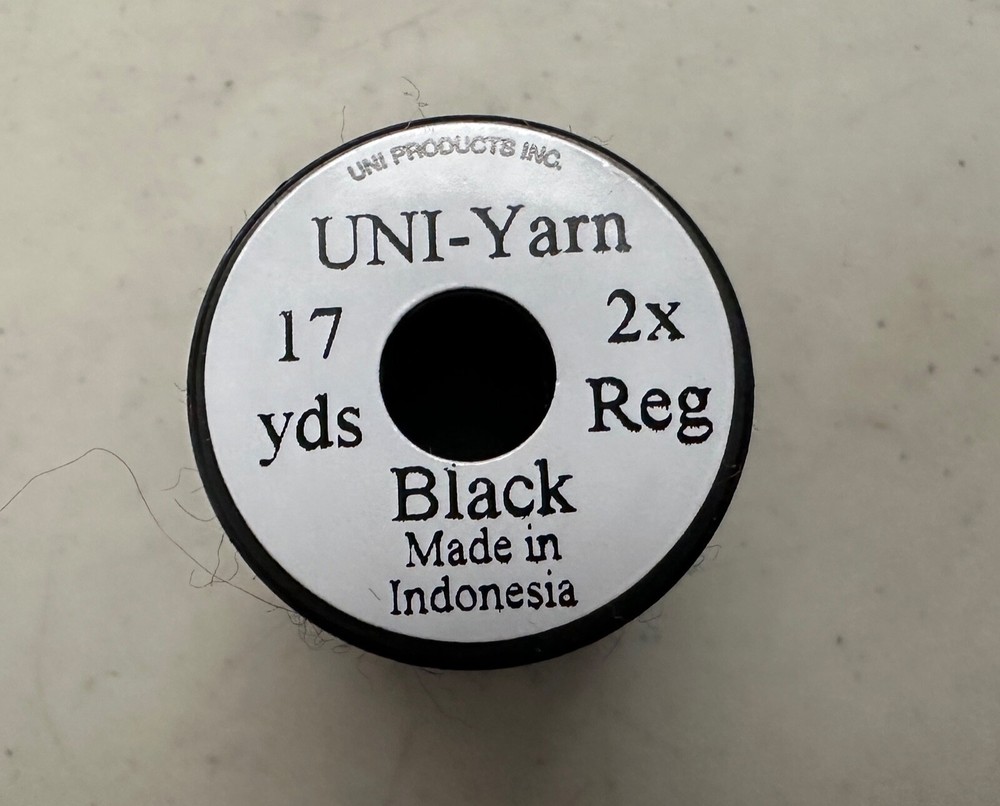 UNI PRODUCTS INC.
UNI-Yarn
17
yds
2x
Reg
Black
Made in
Indonesia